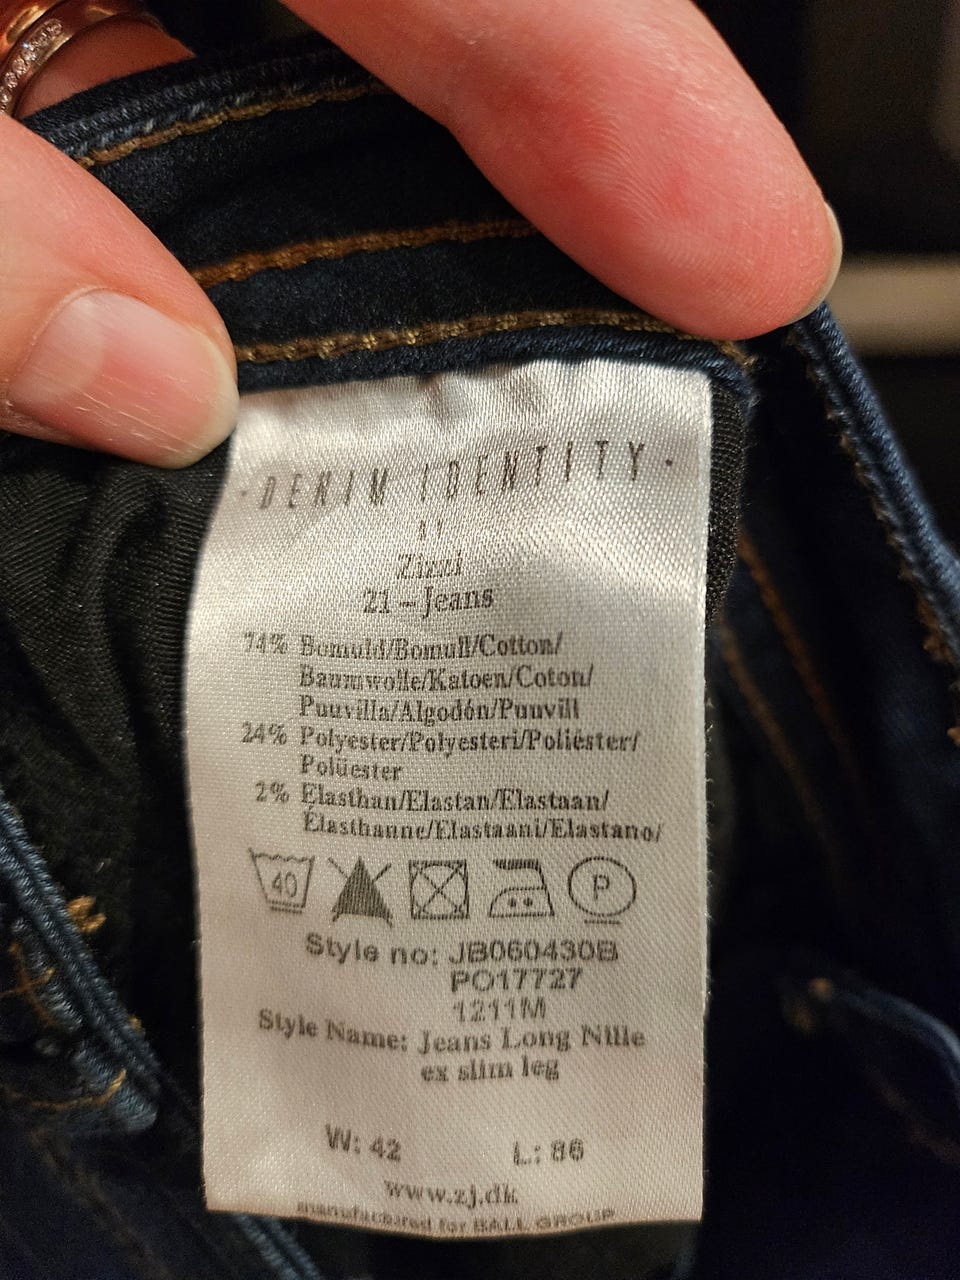 ·DENIM IDENTITY·
Zizzi
21 – Jeans
74% Bomuld/Bomull/Cotton/
Baumwolle/Katoen/Coton/
Puuvilla/Algodón/Puuvill
24% Polyester/Polyesteri/Poliéster/
Polüester
2% Elasthan/Elastan/Elastaan/
Élasthanne/Elastaani/Elastano/
40 P
Style no: JB060430B
PO17727
1211M
Style Name: Jeans Long Nille
ex slim leg
W: 42 L: 86
www.zj.dk
manufactured for BALL GROUP